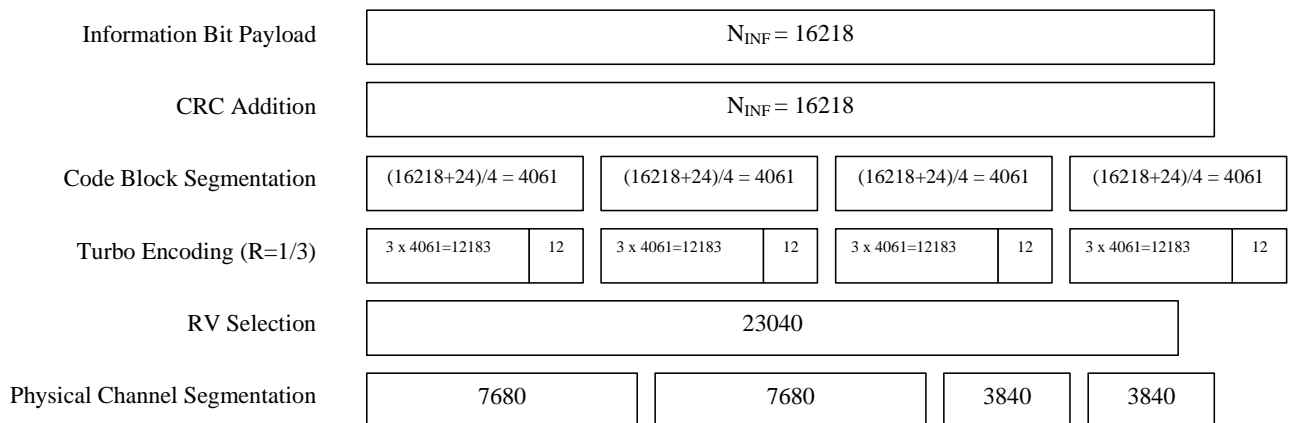 Information Bit Payload
N_INF = 16218
CRC Addition
N_INF = 16218
Code Block Segmentation
(16218+24)/4 = 4061
(16218+24)/4 = 4061
(16218+24)/4 = 4061
(16218+24)/4 = 4061
Turbo Encoding (R=1/3)
3 x 4061=12183
12
3 x 4061=12183
12
3 x 4061=12183
12
3 x 4061=12183
12
RV Selection
23040
Physical Channel Segmentation
7680
7680
3840
3840